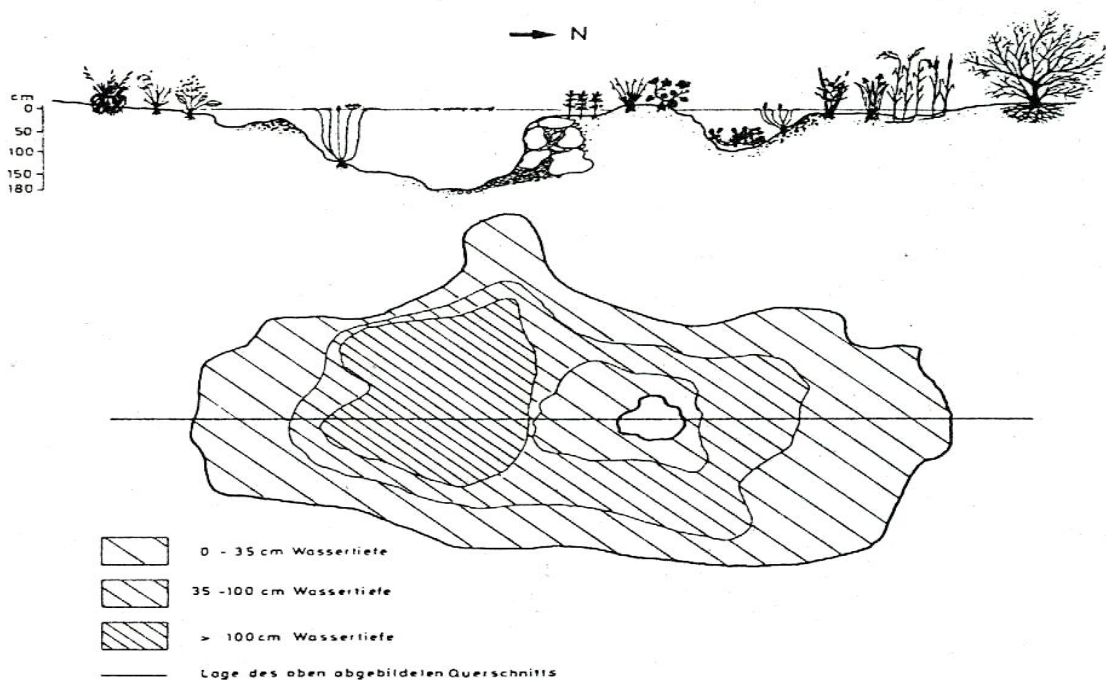 N
cm
0
50
100
150
180
0 - 35 cm Wassertiefe
35 - 100 cm Wassertiefe
> 100 cm Wassertiefe
Lage des oben abgebildeten Querschnitts